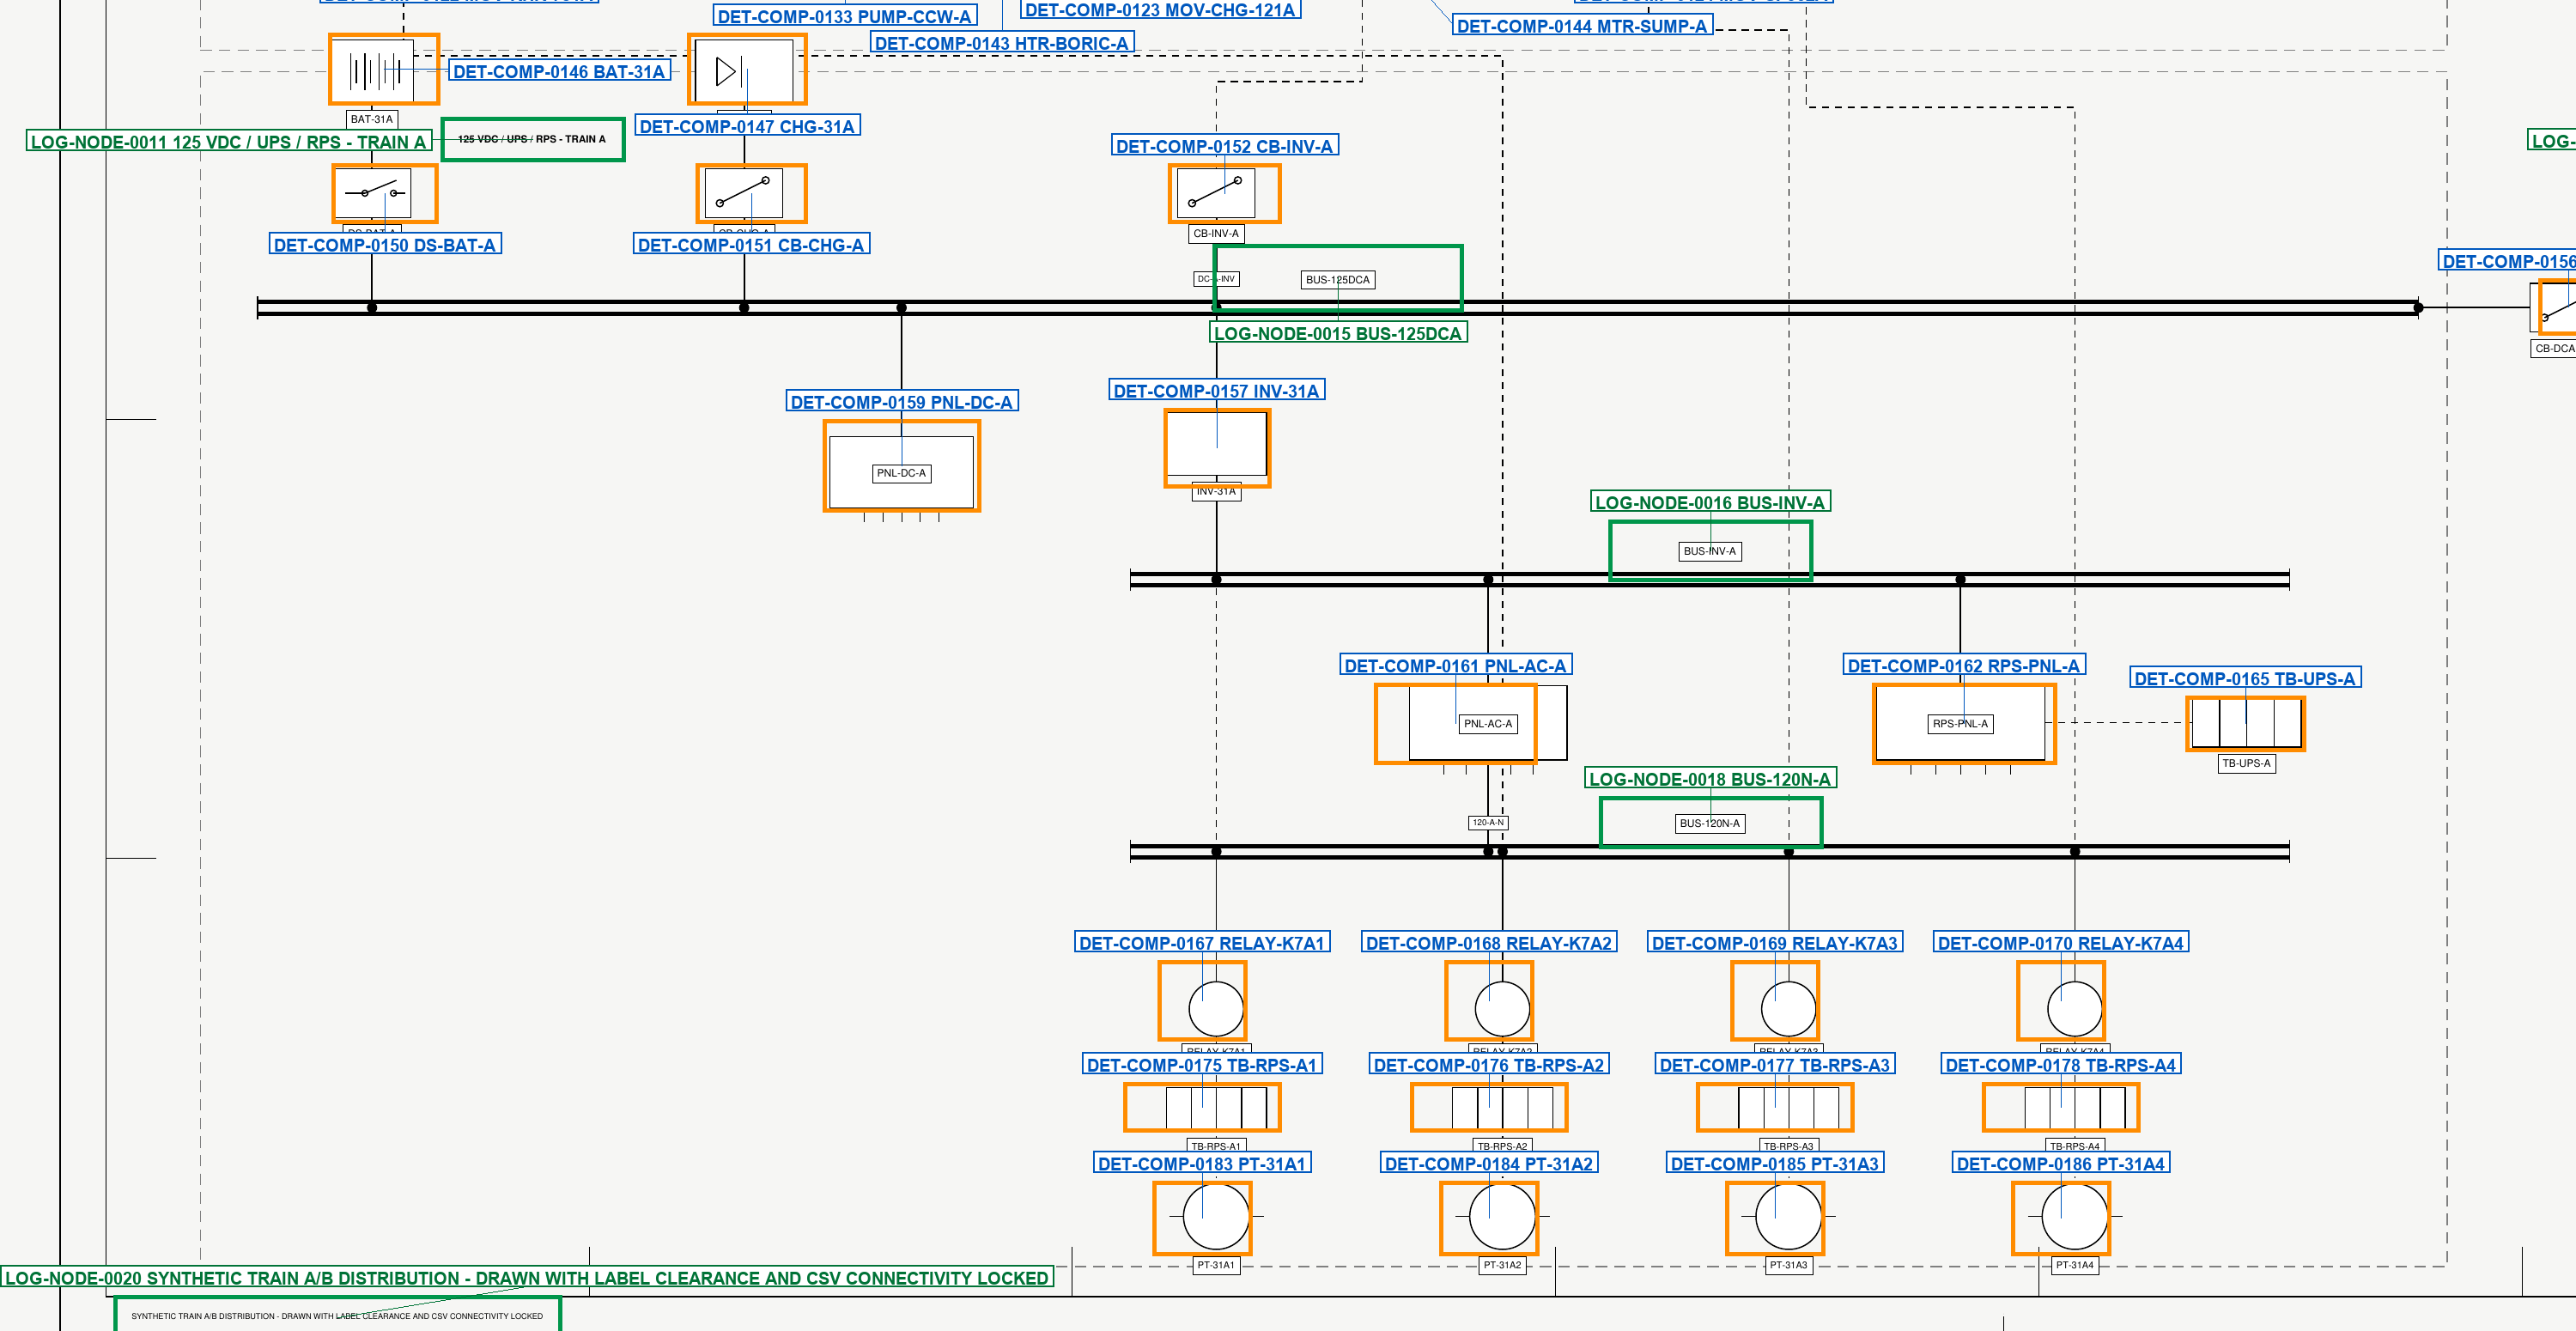 DET-COMP-0133 PUMP-CCW-A
DET-COMP-0123 MOV-CHG-121A
DET-COMP-0144 MTR-SUMP-A
DET-COMP-0143 HTR-BORIC-A
DET-COMP-0146 BAT-31A
BAT-31A
DET-COMP-0147 CHG-31A
LOG-NODE-0011 125 VDC / UPS / RPS - TRAIN A
125 VDC / UPS / RPS - TRAIN A
LOG-
DET-COMP-0152 CB-INV-A
CB-INV-A
DET-COMP-0150 DS-BAT-A
DET-COMP-0151 CB-CHG-A
DET-COMP-0156
BUS-125DCA
LOG-NODE-0015 BUS-125DCA
CB-DCA
DET-COMP-0157 INV-31A
DET-COMP-0159 PNL-DC-A
PNL-DC-A
INV-31A
LOG-NODE-0016 BUS-INV-A
BUS-INV-A
DET-COMP-0161 PNL-AC-A
DET-COMP-0162 RPS-PNL-A
DET-COMP-0165 TB-UPS-A
PNL-AC-A
RPS-PNL-A
TB-UPS-A
LOG-NODE-0018 BUS-120N-A
120-A-N
BUS-120N-A
DET-COMP-0167 RELAY-K7A1
DET-COMP-0168 RELAY-K7A2
DET-COMP-0169 RELAY-K7A3
DET-COMP-0170 RELAY-K7A4
RELAY-K7A1
RELAY-K7A2
RELAY-K7A3
RELAY-K7A4
DET-COMP-0175 TB-RPS-A1
DET-COMP-0176 TB-RPS-A2
DET-COMP-0177 TB-RPS-A3
DET-COMP-0178 TB-RPS-A4
TB-RPS-A1
TB-RPS-A2
TB-RPS-A3
TB-RPS-A4
DET-COMP-0183 PT-31A1
DET-COMP-0184 PT-31A2
DET-COMP-0185 PT-31A3
DET-COMP-0186 PT-31A4
PT-31A1
PT-31A2
PT-31A3
PT-31A4
LOG-NODE-0020 SYNTHETIC TRAIN A/B DISTRIBUTION - DRAWN WITH LABEL CLEARANCE AND CSV CONNECTIVITY LOCKED
SYNTHETIC TRAIN A/B DISTRIBUTION - DRAWN WITH LABEL CLEARANCE AND CSV CONNECTIVITY LOCKED